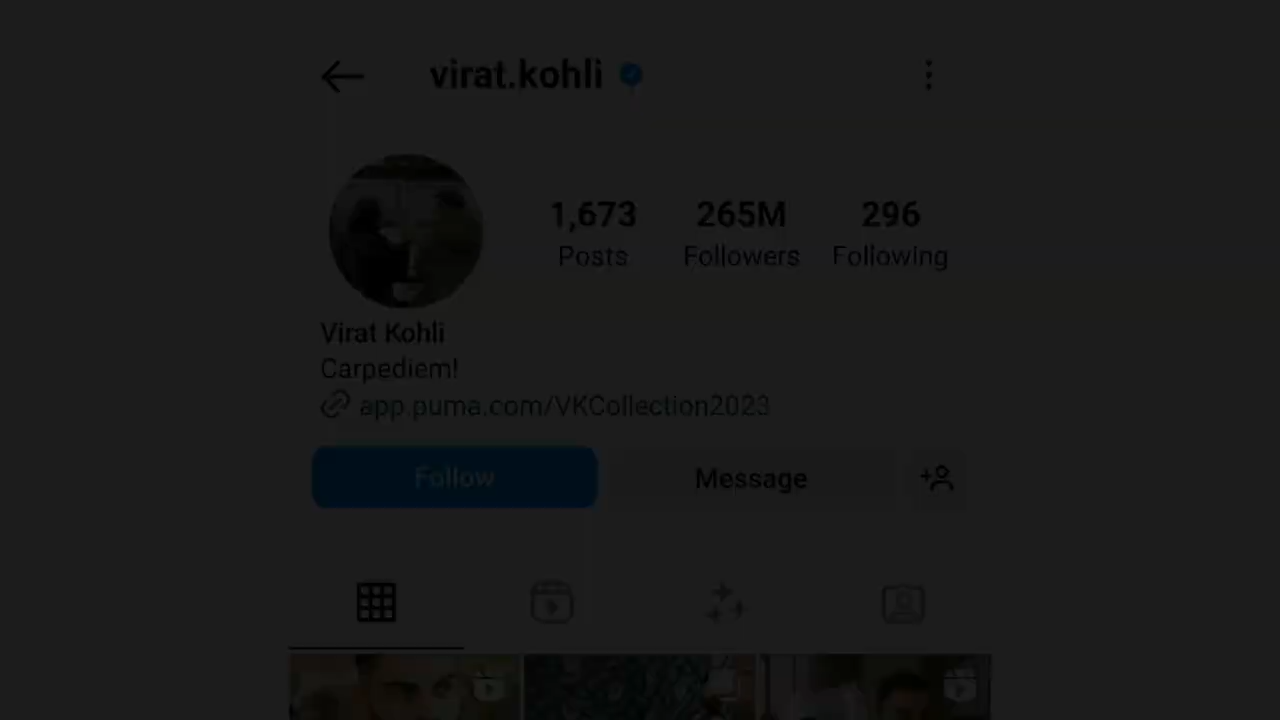 virat.kohli
1,673 265M 296
Posts Followers Following
Virat Kohli
Carpediem!
app.puma.com/VKCollection2023
Follow Message